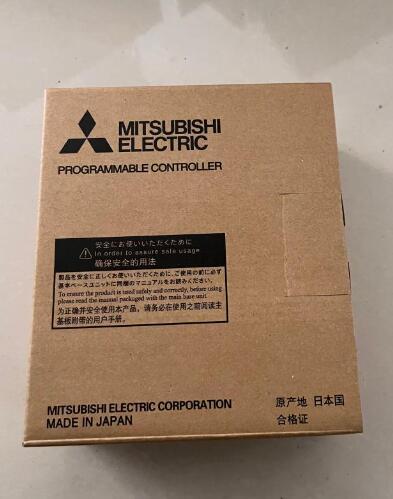 MITSUBISHI
ELECTRIC
PROGRAMMABLE CONTROLLER
安全にお使いいただくために
In order to ensure safe usage
确保安全的用法
製品を安全に正しくお使いいただくために、ご使用の前に必ず
基本ベースユニットに同梱のマニュアルをお読みください。
To ensure the product is used safely and correctly, before using
please read the manual packaged with the main base unit.
为正确并安全使用本产品，请务必在使用之前阅读主
基板附带的用户手册。
MITSUBISHI ELECTRIC CORPORATION
MADE IN JAPAN
原产地 日本国
合格证